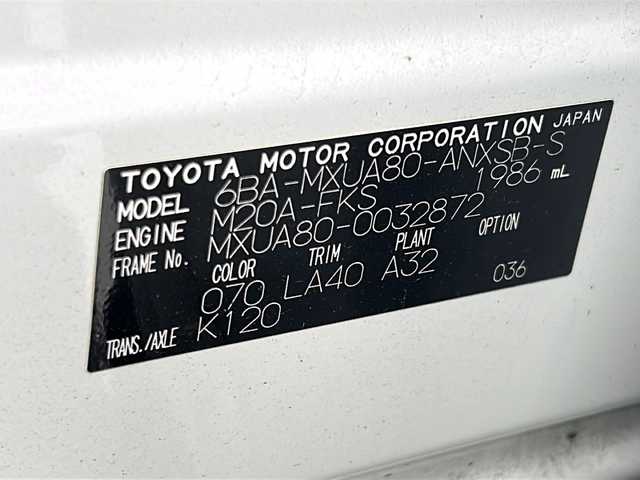 TOYOTA MOTOR CORPORATION JAPAN
MODEL 6BA-MXUA80-ANXSB-S
ENGINE M20A-FKS 1986 mL
FRAME No. MXUA80-0032872
COLOR TRIM PLANT OPTION
070 LA40 A32 036
TRANS./AXLE K120